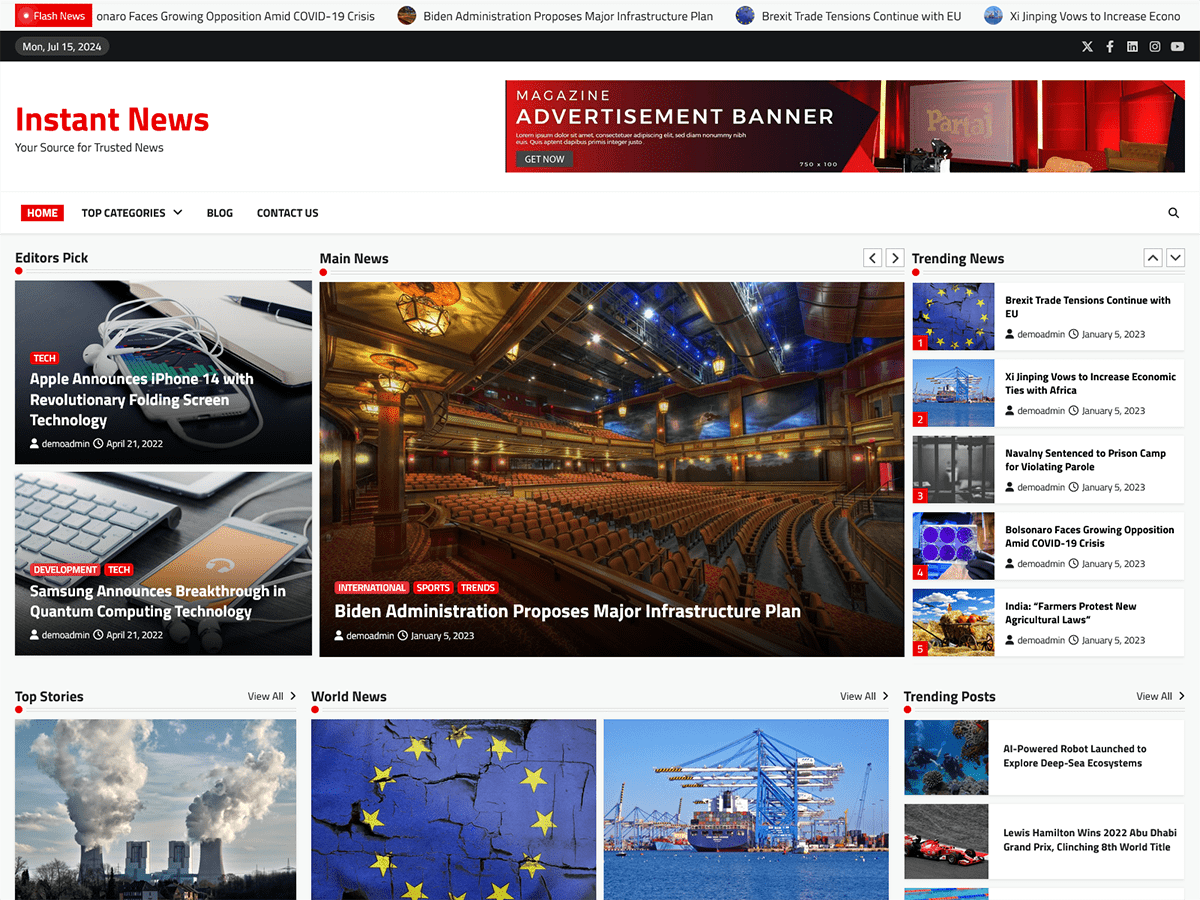 Flash News
onaro Faces Growing Opposition Amid COVID-19 Crisis
Biden Administration Proposes Major Infrastructure Plan
Brexit Trade Tensions Continue with EU
Xi Jinping Vows to Increase Econo
Mon, Jul 15, 2024
Instant News
Your Source for Trusted News
MAGAZINE
ADVERTISEMENT BANNER
Lorem ipsum dolor sit amet, consectetuer adipiscing elit, sed diam nonummy nibh
euis. Quis aptent dapibus primis integer justo.
GET NOW
750 x 100
Partaj
HOME
TOP CATEGORIES
BLOG
CONTACT US
Editors Pick
TECH
Apple Announces iPhone 14 with
Revolutionary Folding Screen
Technology
demoadmin April 21, 2022
DEVELOPMENT TECH
Samsung Announces Breakthrough in
Quantum Computing Technology
demoadmin April 21, 2022
Main News
INTERNATIONAL SPORTS TRENDS
Biden Administration Proposes Major Infrastructure Plan
demoadmin January 5, 2023
Trending News
1
Brexit Trade Tensions Continue with
EU
demoadmin January 5, 2023
2
Xi Jinping Vows to Increase Economic
Ties with Africa
demoadmin January 5, 2023
3
Navalny Sentenced to Prison Camp
for Violating Parole
demoadmin January 5, 2023
4
Bolsonaro Faces Growing Opposition
Amid COVID-19 Crisis
demoadmin January 5, 2023
5
India: “Farmers Protest New
Agricultural Laws”
demoadmin January 5, 2023
Top Stories
View All
World News
View All
Trending Posts
View All
AI-Powered Robot Launched to
Explore Deep-Sea Ecosystems
Lewis Hamilton Wins 2022 Abu Dhabi
Grand Prix, Clinching 8th World Title